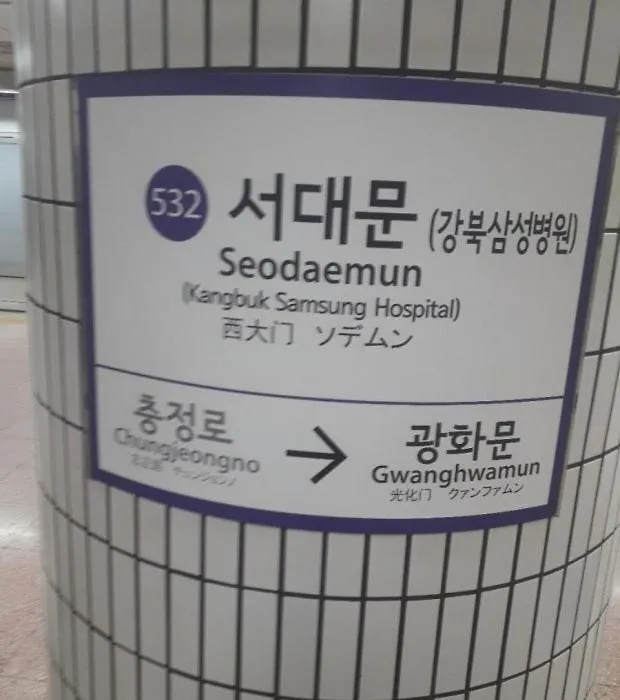 532 서대문 (강북삼성병원)
Seodaemun
(Kangbuk Samsung Hospital)
西大门 ソデムン
충정로 → 광화문
Chungjeongno Gwanghwamun
光化门 クァンファムン